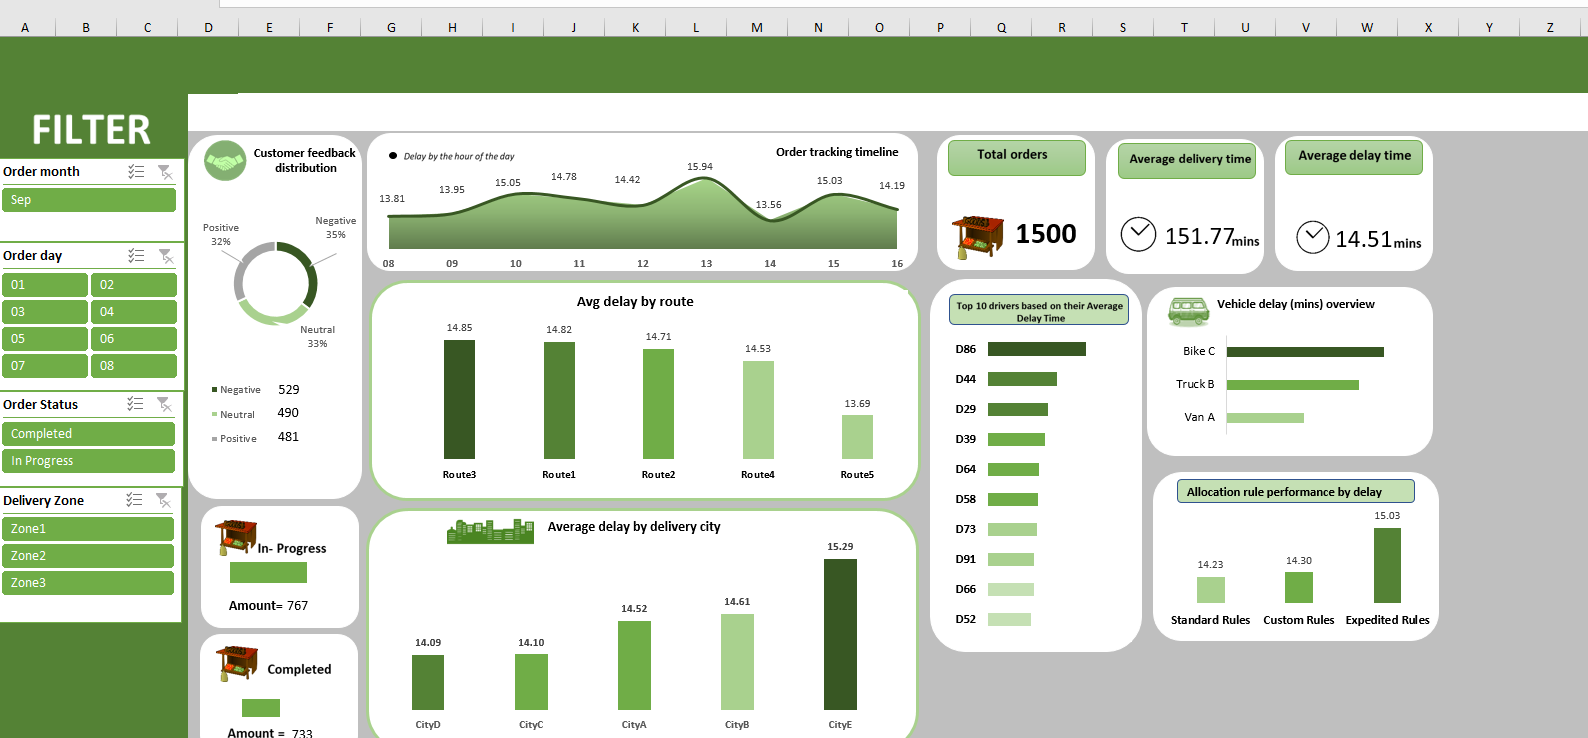 A B C D E F G H I J K L M N O P Q R S T U V W X Y Z
FILTER
Order month
Sep
Order day
01 02
03 04
05 06
07 08
Order Status
Completed
In Progress
Delivery Zone
Zone1
Zone2
Zone3
Customer feedback
distribution
Positive
32%
Negative
35%
Neutral
33%
Negative 529
Neutral 490
Positive 481
In- Progress
Amount= 767
Completed
Amount = 733
Delay by the hour of the day
Order tracking timeline
13.81 13.95 15.05 14.78 14.42 15.94 13.56 15.03 14.19
08 09 10 11 12 13 14 15 16
Avg delay by route
14.85 14.82 14.71 14.53 13.69
Route3 Route1 Route2 Route4 Route5
Average delay by delivery city
14.09 14.10 14.52 14.61 15.29
CityD CityC CityA CityB CityE
Total orders
1500
Average delivery time
151.77mins
Average delay time
14.51mins
Top 10 drivers based on their Average
Delay Time
D86
D44
D29
D39
D64
D58
D73
D91
D66
D52
Vehicle delay (mins) overview
Bike C
Truck B
Van A
Allocation rule performance by delay
14.23 14.30 15.03
Standard Rules Custom Rules Expedited Rules